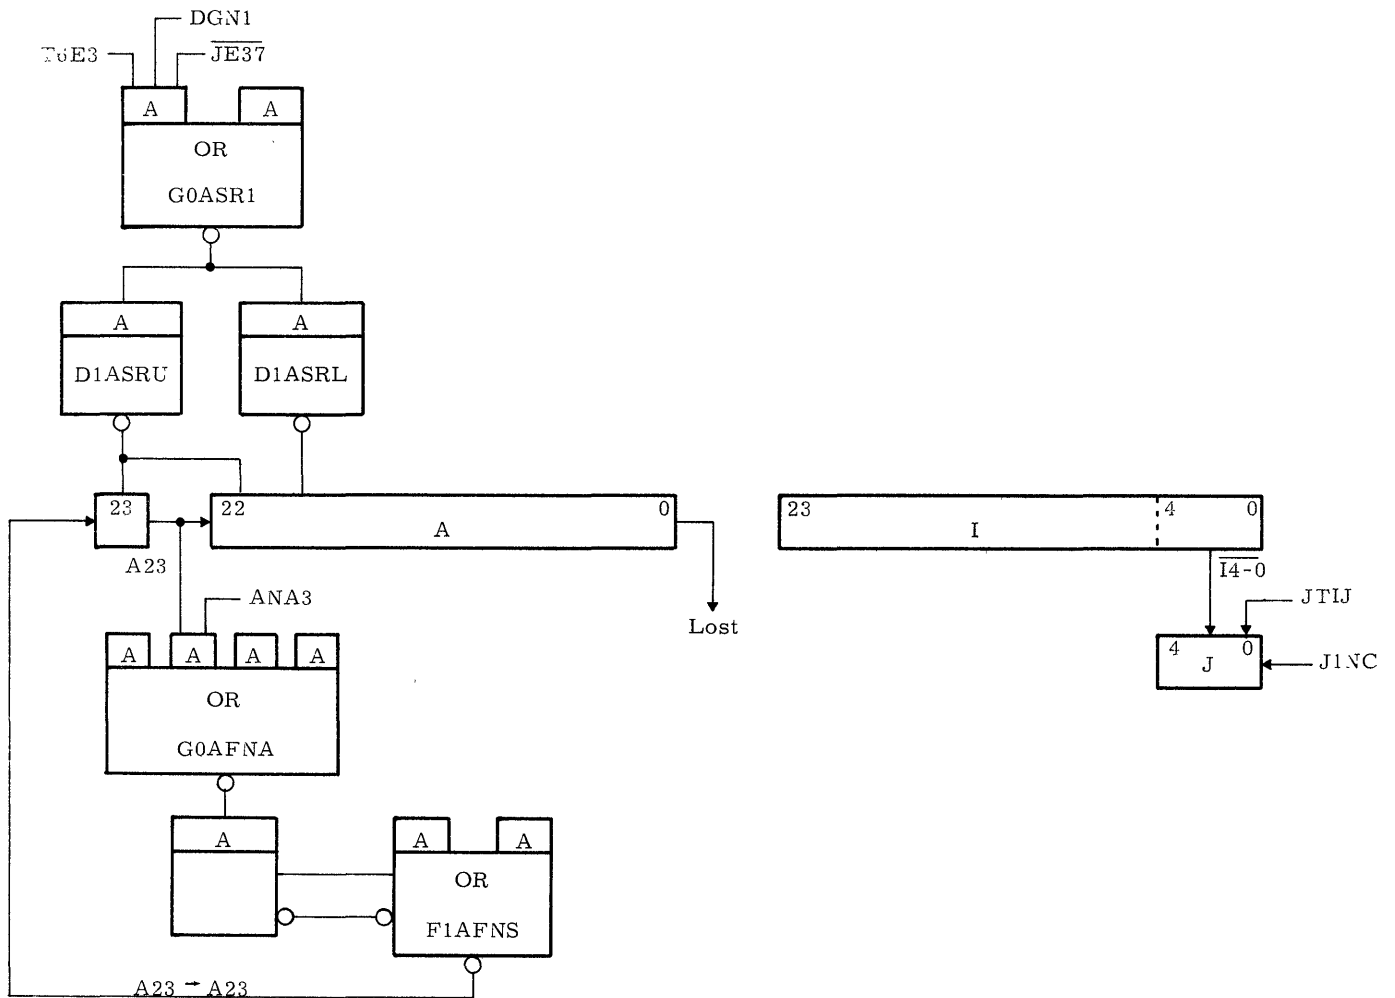 DGN1
T6E3
JE37
A
A
OR
G0ASR1
A
A
D1ASRU
D1ASRL
23
22
0
A
A23
Lost
23
4
0
I
I4-0
JTIJ
4
0
J
J1NC
ANA3
A
A
A
A
OR
G0AFNA
A
A
A
OR
F1AFNS
A23 → A23